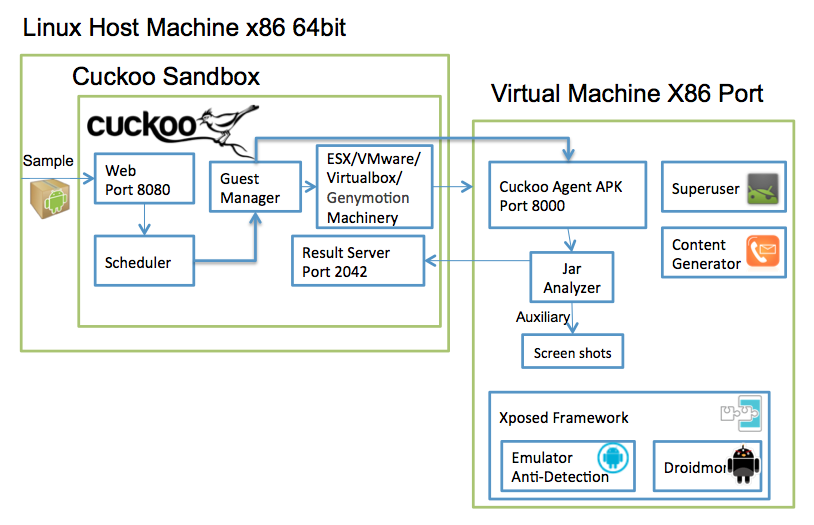 Linux Host Machine x86 64bit
Cuckoo Sandbox
cuckoo
Sample
Web
Port 8080
Scheduler
Guest
Manager
ESX/VMware/
Virtualbox/
Genymotion
Machinery
Result Server
Port 2042
Virtual Machine X86 Port
Cuckoo Agent APK
Port 8000
Superuser
Content
Generator
Jar
Analyzer
Auxiliary
Screen shots
Xposed Framework
Emulator
Anti-Detection
Droidmon